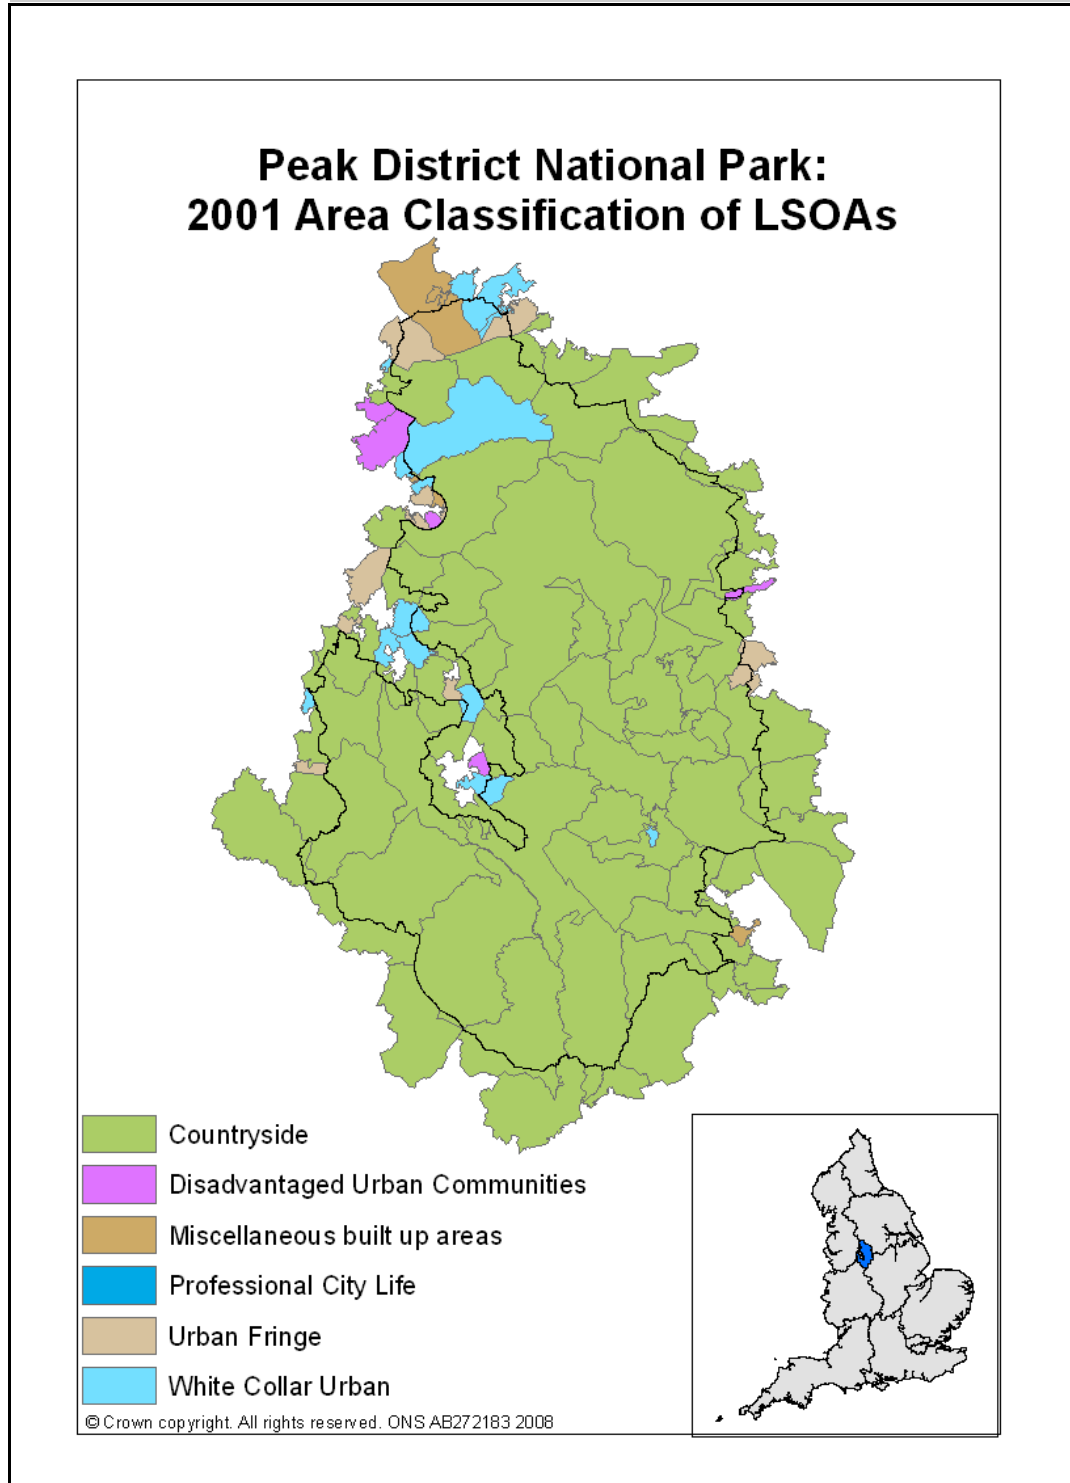 Peak District National Park:
2001 Area Classification of LSOAs
Countryside
Disadvantaged Urban Communities
Miscellaneous built up areas
Professional City Life
Urban Fringe
White Collar Urban
© Crown copyright. All rights reserved. ONS AB272183 2008